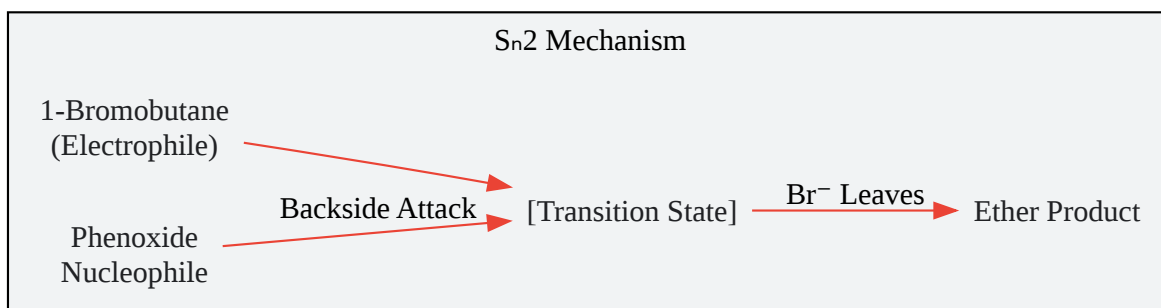 Sₙ2 Mechanism
1-Bromobutane
(Electrophile)
Backside Attack
Phenoxide
Nucleophile
[Transition State]
Br⁻ Leaves
Ether Product